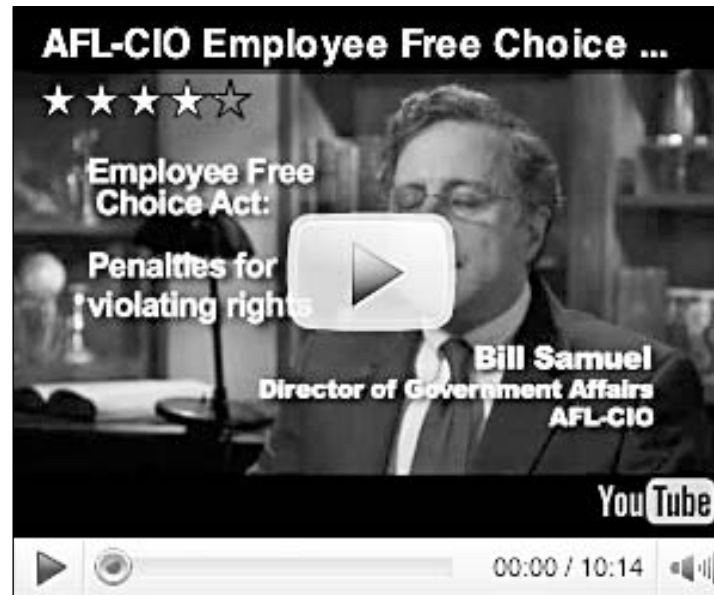 AFL-CIO Employee Free Choice ...
Employee Free
Choice Act:
Penalties for
violating rights
Bill Samuel
Director of Government Affairs
AFL-CIO
YouTube
00:00 / 10:14